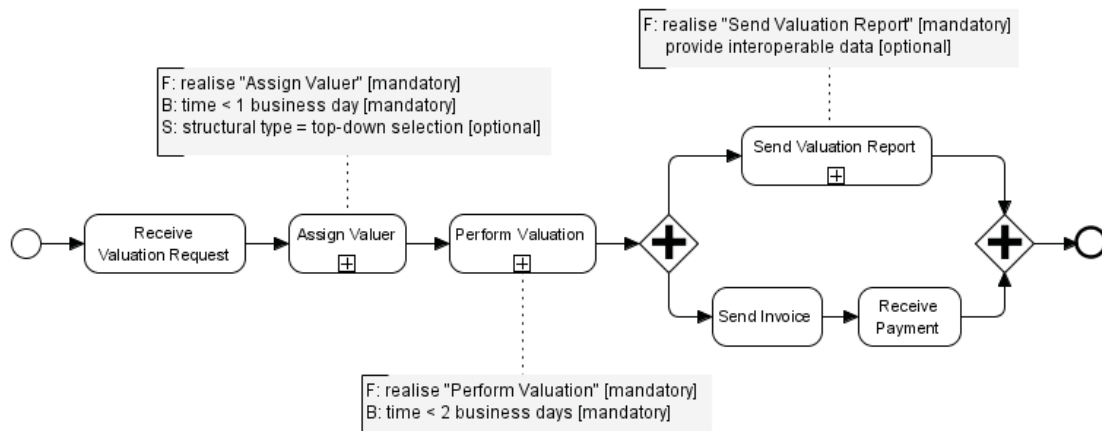 F: realise "Send Valuation Report" [mandatory]
provide interoperable data [optional]
F: realise "Assign Valuer" [mandatory]
B: time < 1 business day [mandatory]
S: structural type = top-down selection [optional]
Send Valuation Report
Receive
Valuation Request
Assign Valuer
Perform Valuation
Send Invoice
Receive
Payment
F: realise "Perform Valuation" [mandatory]
B: time < 2 business days [mandatory]